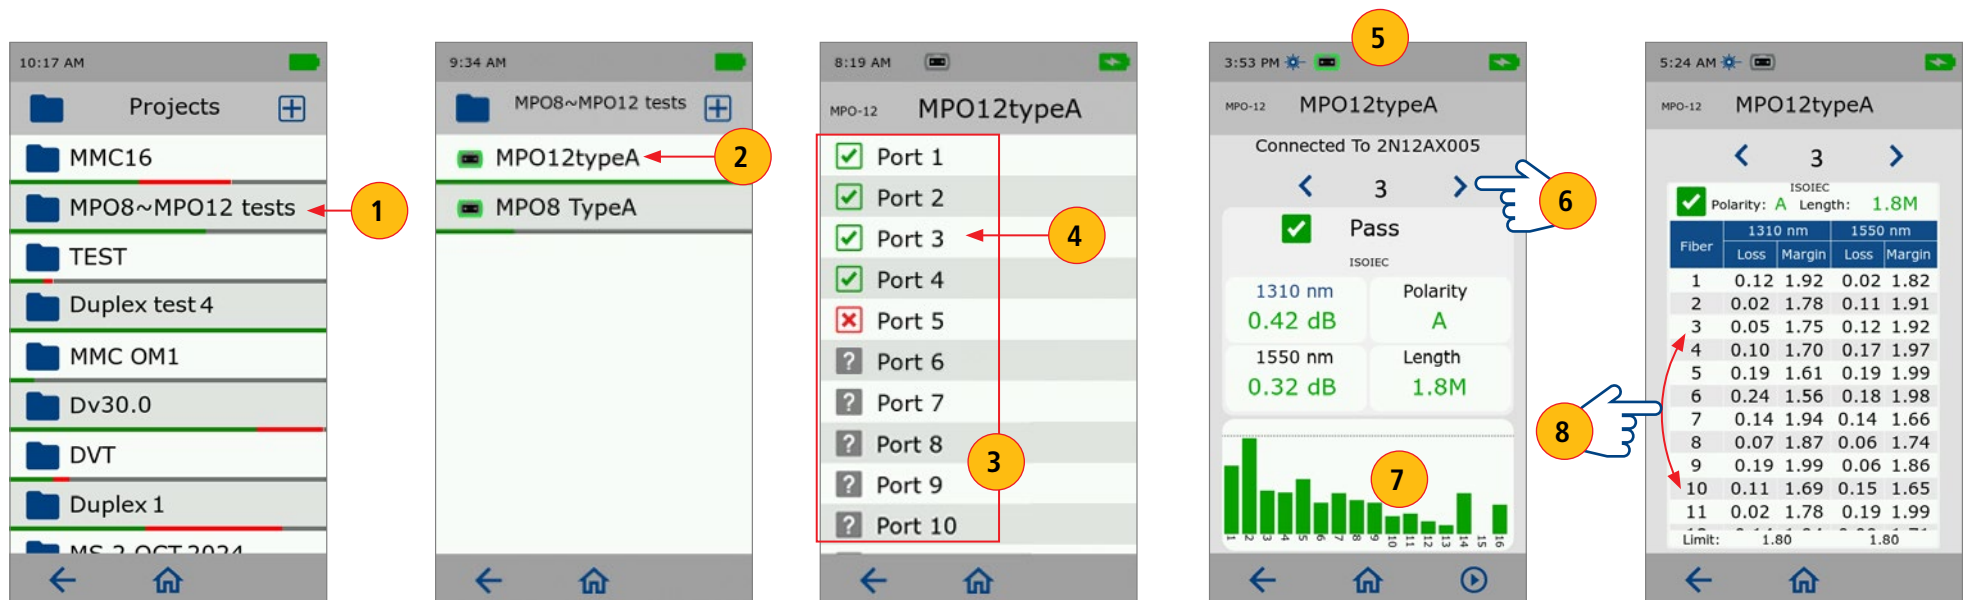 10:17 AM
Projects
MMC16
MPO8~MPO12 tests
1
TEST
Duplex test 4
MMC OM1
Dv30.0
DVT
Duplex 1
MS 2 OCT2024
9:34 AM
MPO8~MPO12 tests
MPO12typeA
2
MPO8 TypeA
8:19 AM
MPO-12 MPO12typeA
Port 1
Port 2
Port 3
4
Port 4
Port 5
? Port 6
? Port 7
? Port 8
3
? Port 9
? Port 10
5
3:53 PM
MPO-12 MPO12typeA
Connected To 2N12AX005
3
6
Pass
ISOIEC
1310 nm Polarity
0.42 dB A
1550 nm Length
0.32 dB 1.8M
7
1 2 3 4 5 6 7 8 9 10 11 12 13 14 15 16
5:24 AM
MPO-12 MPO12typeA
3
ISOIEC
Polarity: A Length: 1.8M
Fiber 1310 nm 1550 nm
Loss Margin Loss Margin
1 0.12 1.92 0.02 1.82
2 0.02 1.78 0.11 1.91
3 0.05 1.75 0.12 1.92
4 0.10 1.70 0.17 1.97
5 0.19 1.61 0.19 1.99
6 0.24 1.56 0.18 1.98
7 0.14 1.94 0.14 1.66
8
8 0.07 1.87 0.06 1.74
9 0.19 1.99 0.06 1.86
10 0.11 1.69 0.15 1.65
11 0.02 1.78 0.19 1.99
Limit: 1.80 1.80